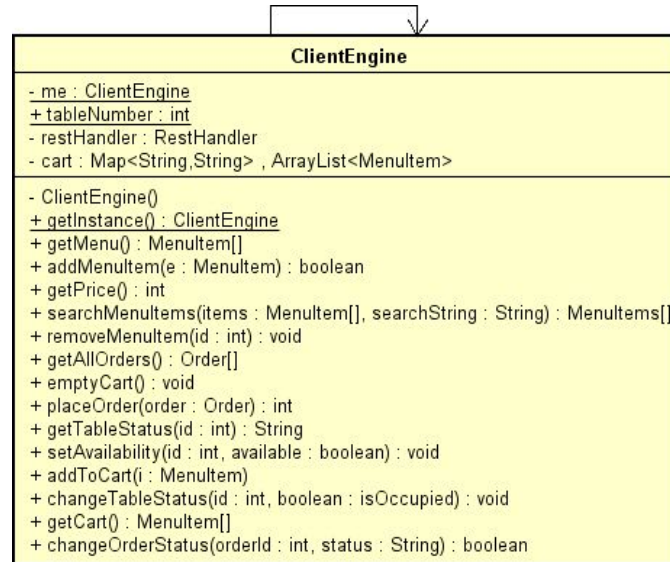 ClientEngine
- me : ClientEngine
+ tableNumber : int
- restHandler : RestHandler
- cart : Map<String,String> , ArrayList<MenuItem>
- ClientEngine()
+ getInstance() : ClientEngine
+ getMenu() : MenuItem[]
+ addMenuItem(e : MenuItem) : boolean
+ getPrice() : int
+ searchMenuItems(items : MenuItem[], searchString : String) : MenuItems[]
+ removeMenuItem(id : int) : void
+ getAllOrders() : Order[]
+ emptyCart() : void
+ placeOrder(order : Order) : int
+ getTableStatus(id : int) : String
+ setAvailability(id : int, available : boolean) : void
+ addToCart(i : MenuItem)
+ changeTableStatus(id : int, boolean : isOccupied) : void
+ getCart() : MenuItem[]
+ changeOrderStatus(orderId : int, status : String) : boolean